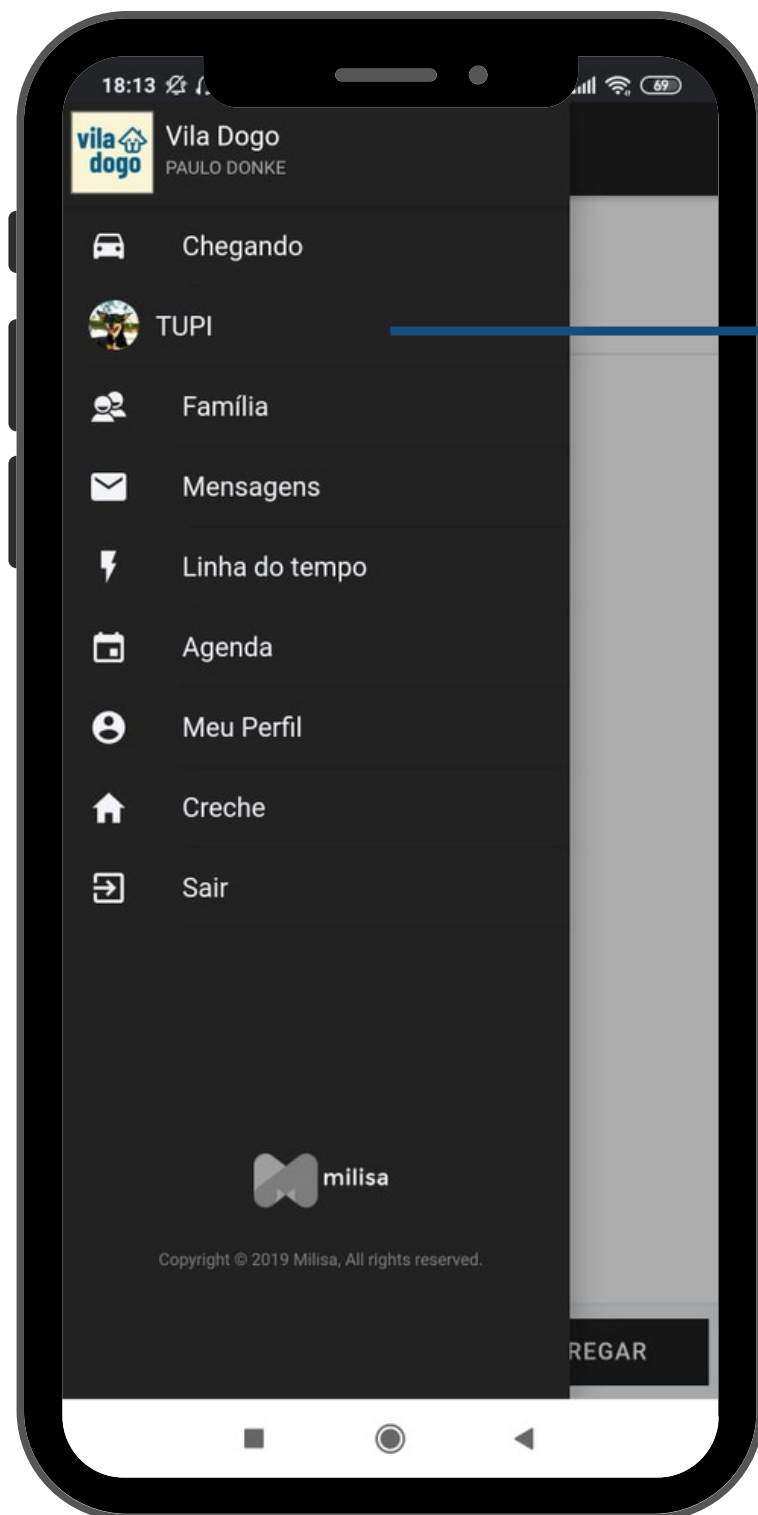 18:13
69
vila dogo
Vila Dogo
PAULO DONKE
Chegando
TUPI
Família
Mensagens
Linha do tempo
Agenda
Meu Perfil
Creche
Sair
milisa
Copyright © 2019 Milisa, All rights reserved.
REGAR